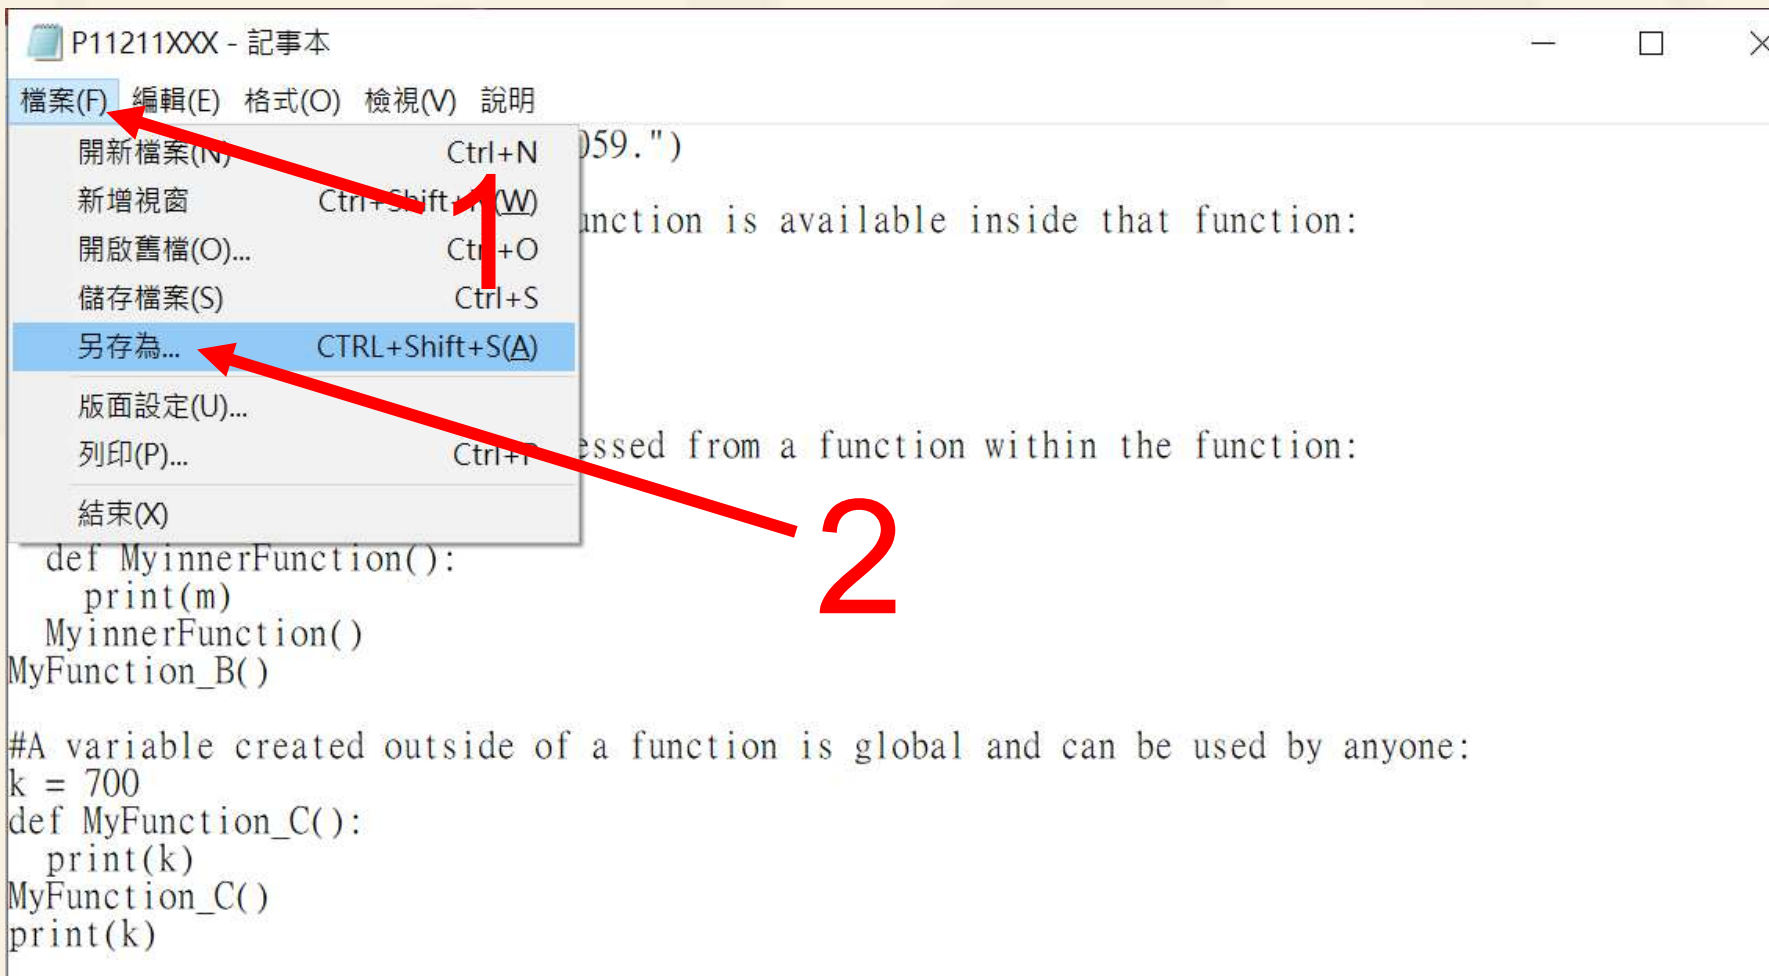 P11211XXX - 記事本
檔案(F) 編輯(E) 格式(O) 檢視(V) 說明
開新檔案(N) Ctrl+N
新增視窗 Ctrl+Shift+ (W)
開啟舊檔(O)... Ctrl+O
儲存檔案(S) Ctrl+S
另存為... CTRL+Shift+S(A)
版面設定(U)...
列印(P)... Ctrl+P
結束(X)
1
2
059.")
unction is available inside that function:
essed from a function within the function:
def MyinnerFunction():
print(m)
MyinnerFunction()
MyFunction_B()
#A variable created outside of a function is global and can be used by anyone:
k = 700
def MyFunction_C():
print(k)
MyFunction_C()
print(k)